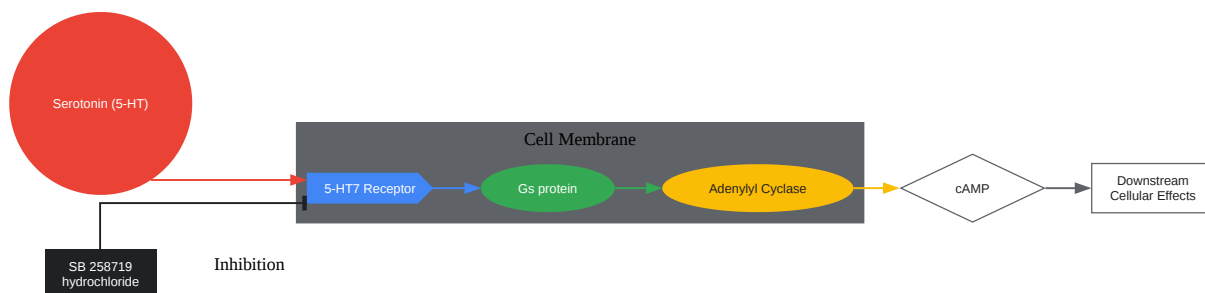 Serotonin (5-HT)
Cell Membrane
5-HT7 Receptor
Gs protein
Adenylyl Cyclase
cAMP
Downstream
Cellular Effects
SB 258719
hydrochloride
Inhibition